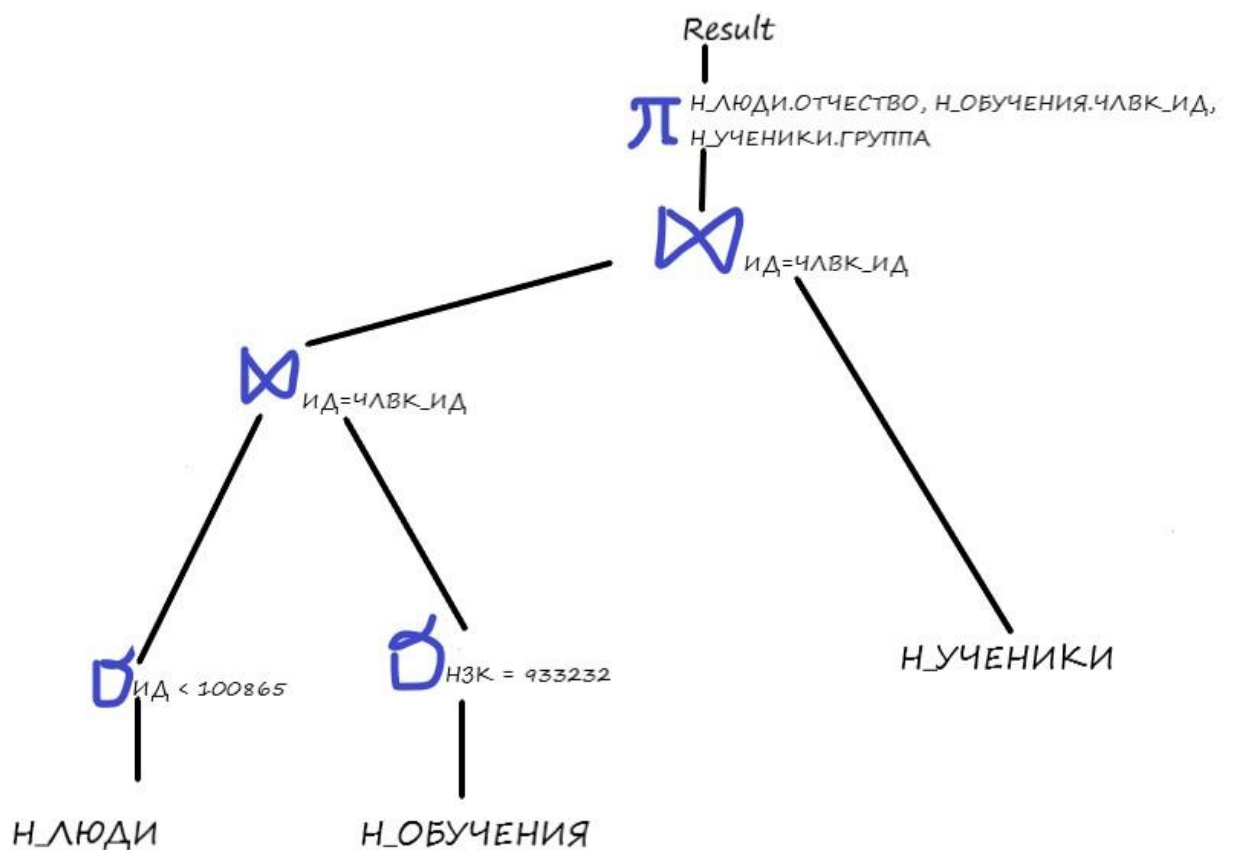 Result
π Н_ЛЮДИ.ОТЧЕСТВО, Н_ОБУЧЕНИЯ.ЧЛВК_ИД,
Н_УЧЕНИКИ.ГРУППА
⋈ ИД=ЧЛВК_ИД
⋈ ИД=ЧЛВК_ИД
σ ИД < 100865
σ НЗК = 933232
Н_УЧЕНИКИ
Н_ЛЮДИ
Н_ОБУЧЕНИЯ